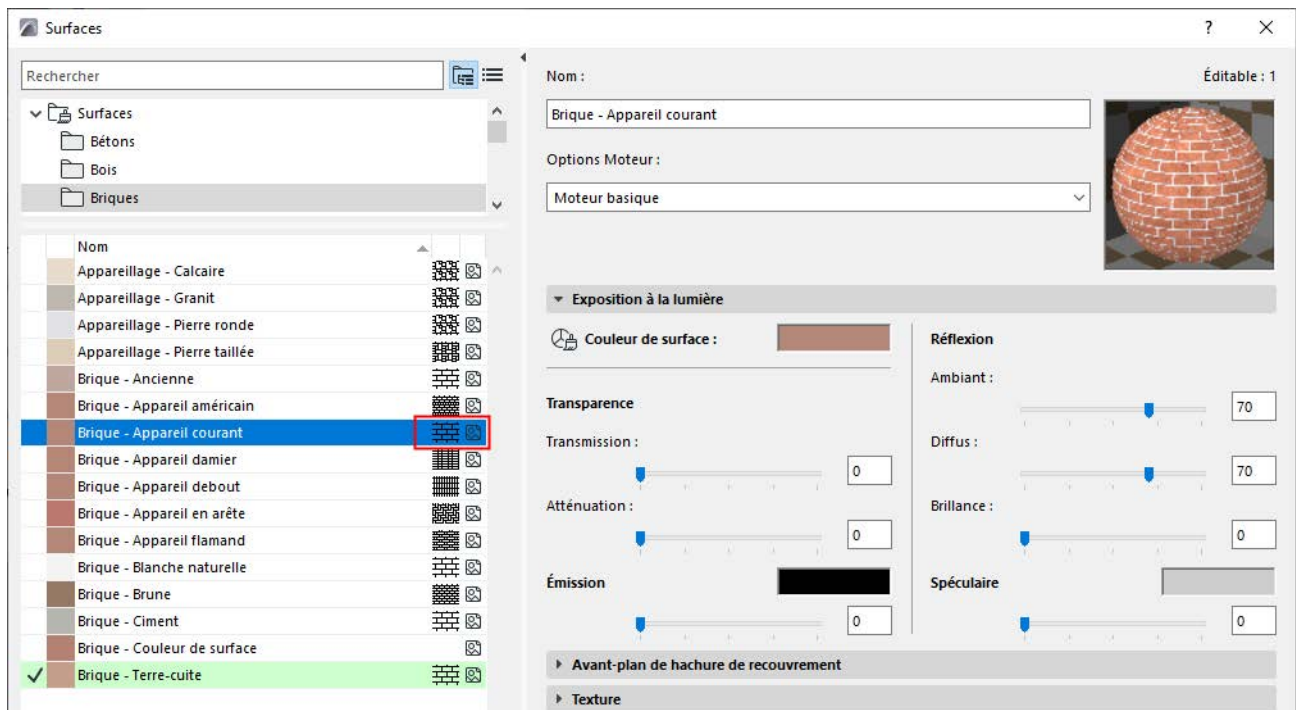 Surfaces
?
Rechercher
Surfaces
Bétons
Bois
Briques
Nom
Appareillage - Calcaire
Appareillage - Granit
Appareillage - Pierre ronde
Appareillage - Pierre taillée
Brique - Ancienne
Brique - Appareil américain
Brique - Appareil courant
Brique - Appareil damier
Brique - Appareil debout
Brique - Appareil en arête
Brique - Appareil flamand
Brique - Blanche naturelle
Brique - Brune
Brique - Ciment
Brique - Couleur de surface
Brique - Terre-cuite
Nom :
Éditable : 1
Brique - Appareil courant
Options Moteur :
Moteur basique
Exposition à la lumière
Couleur de surface :
Transparence
Transmission :
0
Atténuation :
0
Émission
0
Réflexion
Ambiant :
70
Diffus :
70
Brillance :
0
Spéculaire
0
Avant-plan de hachure de recouvrement
Texture